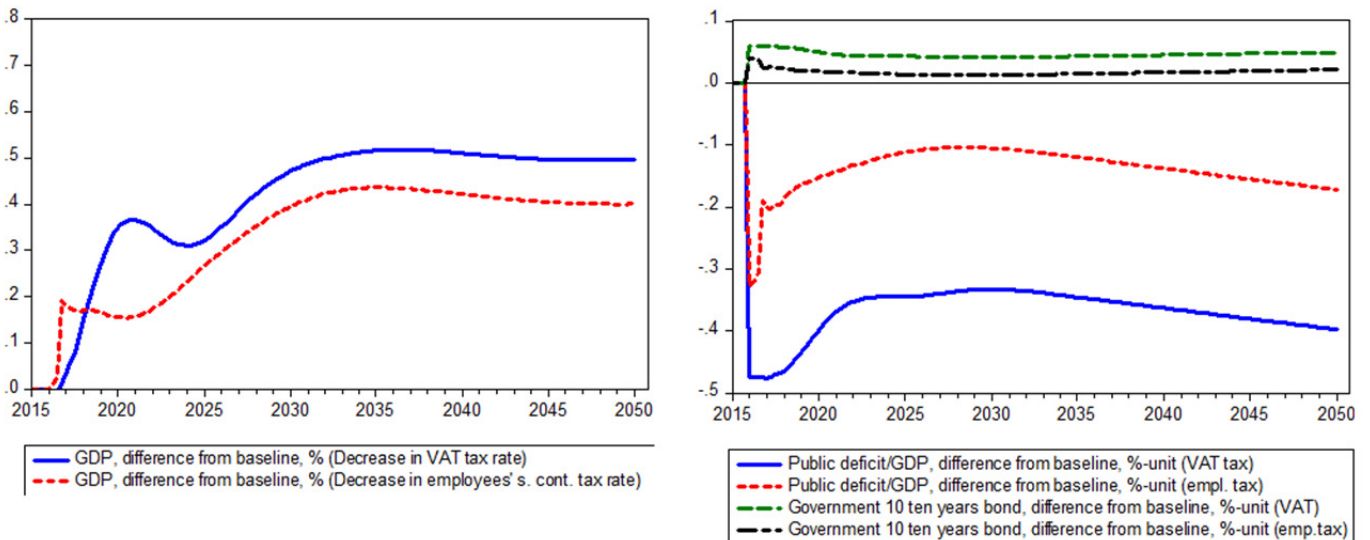 .8
.7
.6
.5
.4
.3
.2
.1
.0
2015 2020 2025 2030 2035 2040 2045 2050
GDP, difference from baseline, % (Decrease in VAT tax rate)
GDP, difference from baseline, % (Decrease in employees' s. cont. tax rate)
.1
.0
-.1
-.2
-.3
-.4
-.5
2015 2020 2025 2030 2035 2040 2045 2050
Public deficit/GDP, difference from baseline, %-unit (VAT tax)
Public deficit/GDP, difference from baseline, %-unit (empl. tax)
Government 10 ten years bond, difference from baseline, %-unit (VAT)
Government 10 ten years bond, difference from baseline, %-unit (emp.tax)